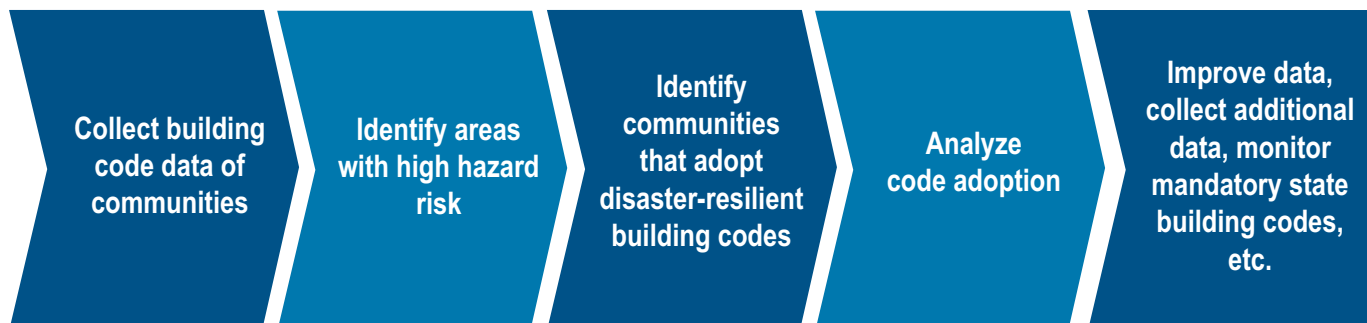 Collect building
code data of
communities
Identify areas
with high hazard
risk
Identify
communities
that adopt
disaster-resilient
building codes
Analyze
code adoption
Improve data,
collect additional
data, monitor
mandatory state
building codes,
etc.